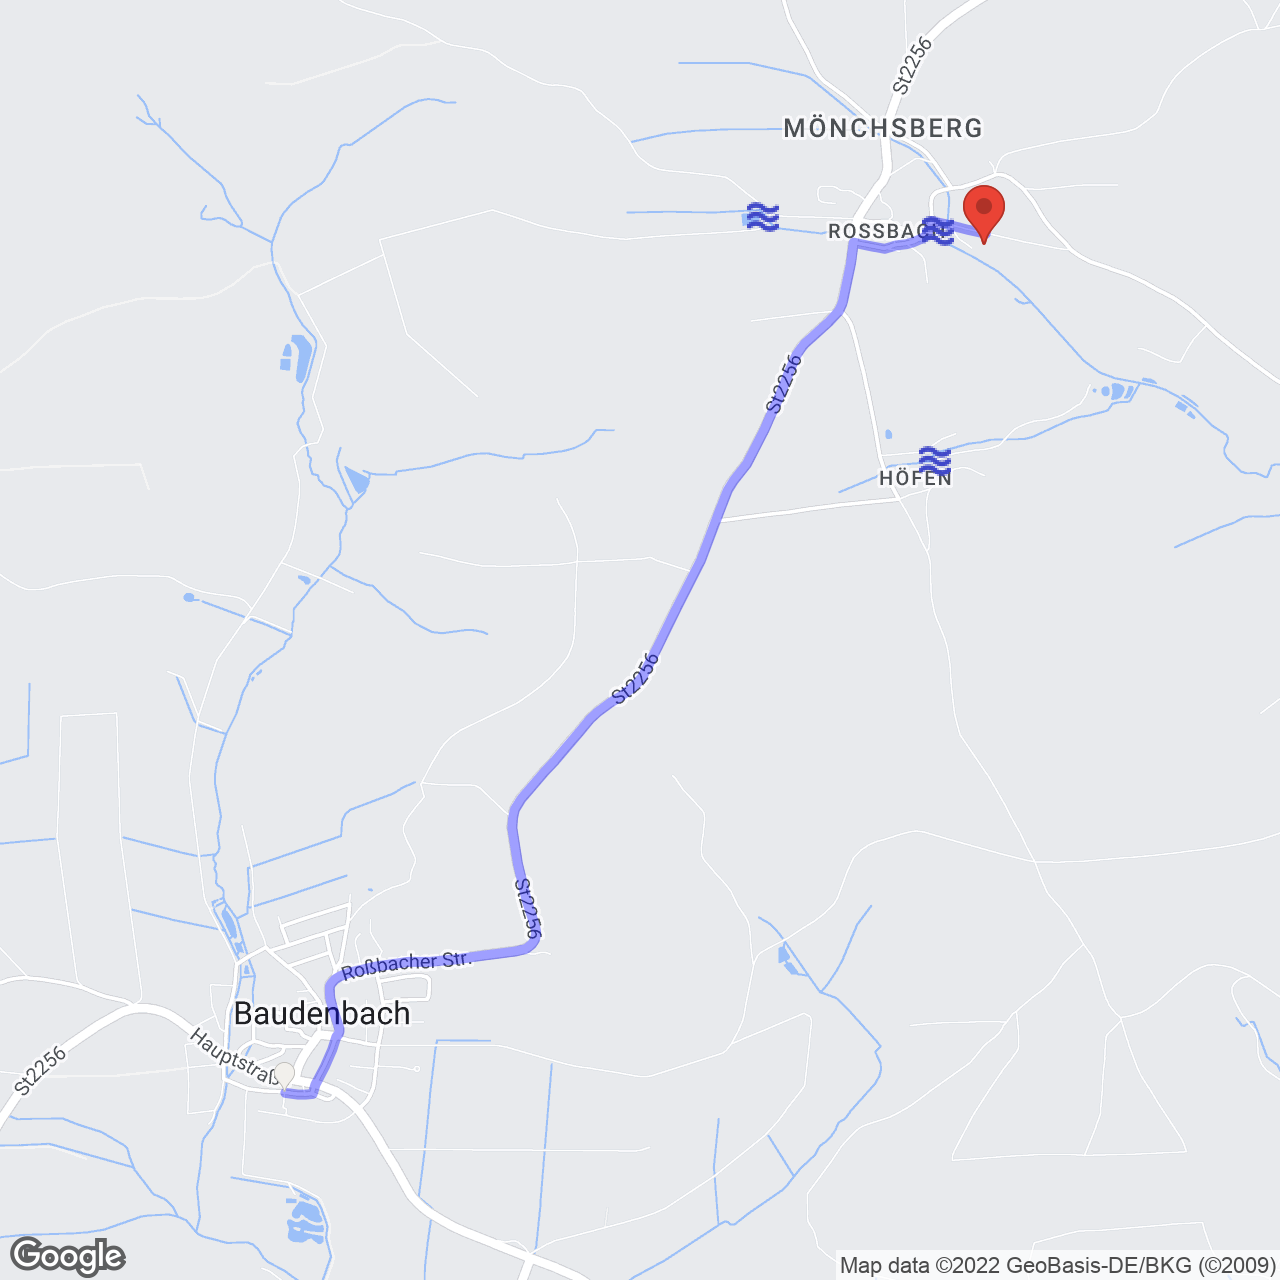 St2256
MÖNCHSBERG
ROSSBACH
St2256
HÖFEN
St2256
St2256
Roßbacher Str.
Baudenbach
Hauptstraß
St2256
Google
Map data ©2022 GeoBasis-DE/BKG (©2009)